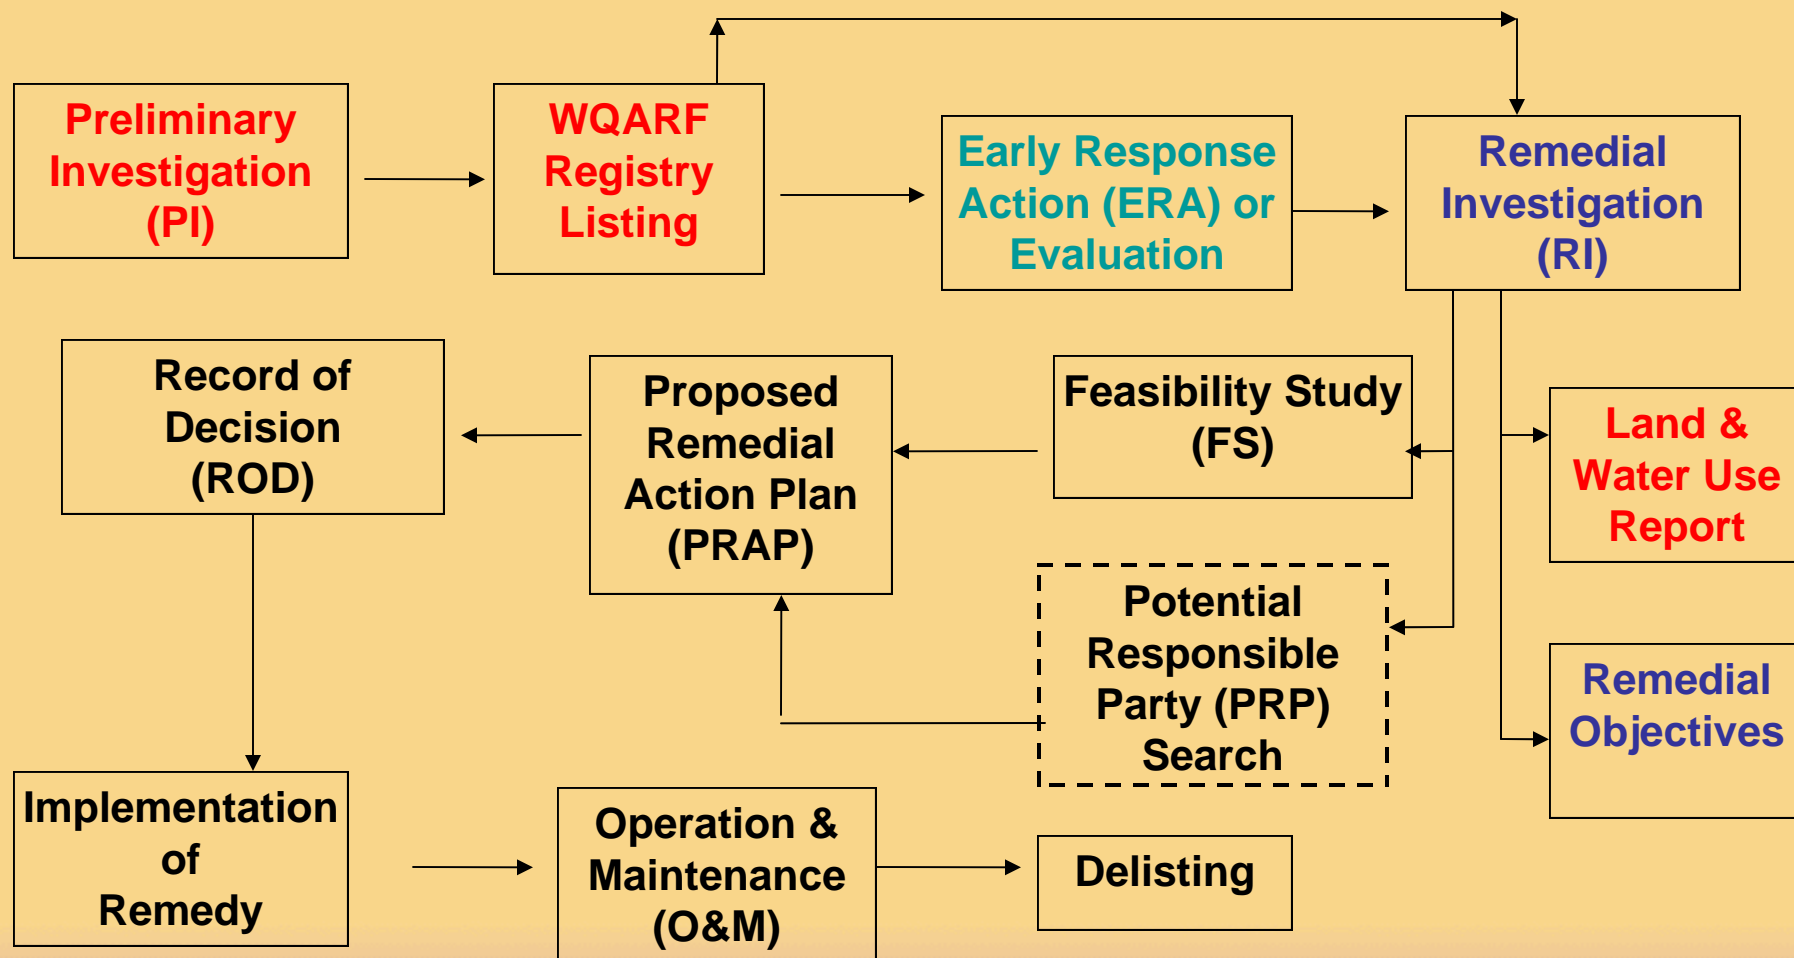 Preliminary
Investigation
(PI)
WQARF
Registry
Listing
Early Response
Action (ERA) or
Evaluation
Remedial
Investigation
(RI)
Record of
Decision
(ROD)
Proposed
Remedial
Action Plan
(PRAP)
Feasibility Study
(FS)
Land &
Water Use
Report
Potential
Responsible
Party (PRP)
Search
Remedial
Objectives
Implementation
of
Remedy
Operation &
Maintenance
(O&M)
Delisting